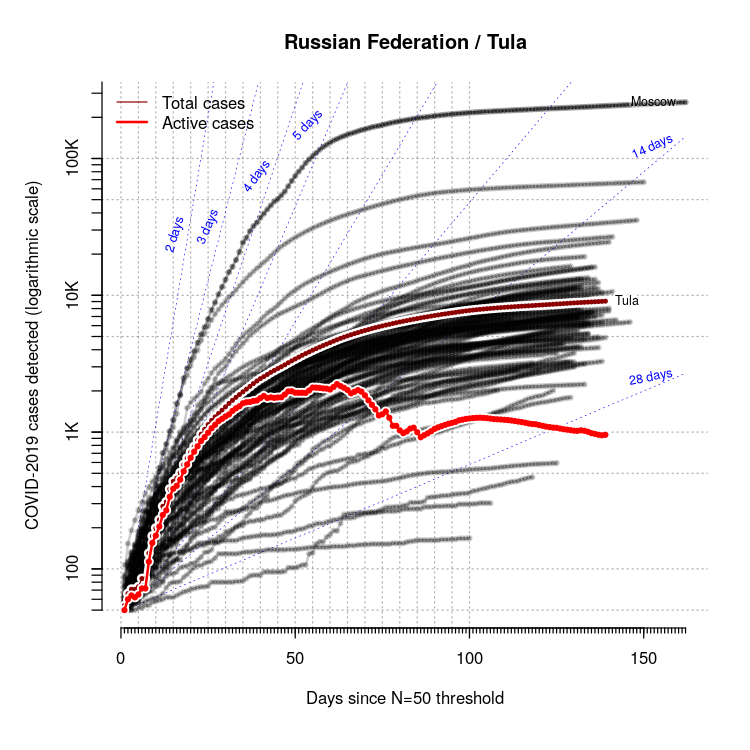 Russian Federation / Tula
Total cases
Active cases
Moscow
Tula
2 days
3 days
4 days
5 days
14 days
28 days
100K
10K
1K
100
COVID-2019 cases detected (logarithmic scale)
0 50 100 150
Days since N=50 threshold